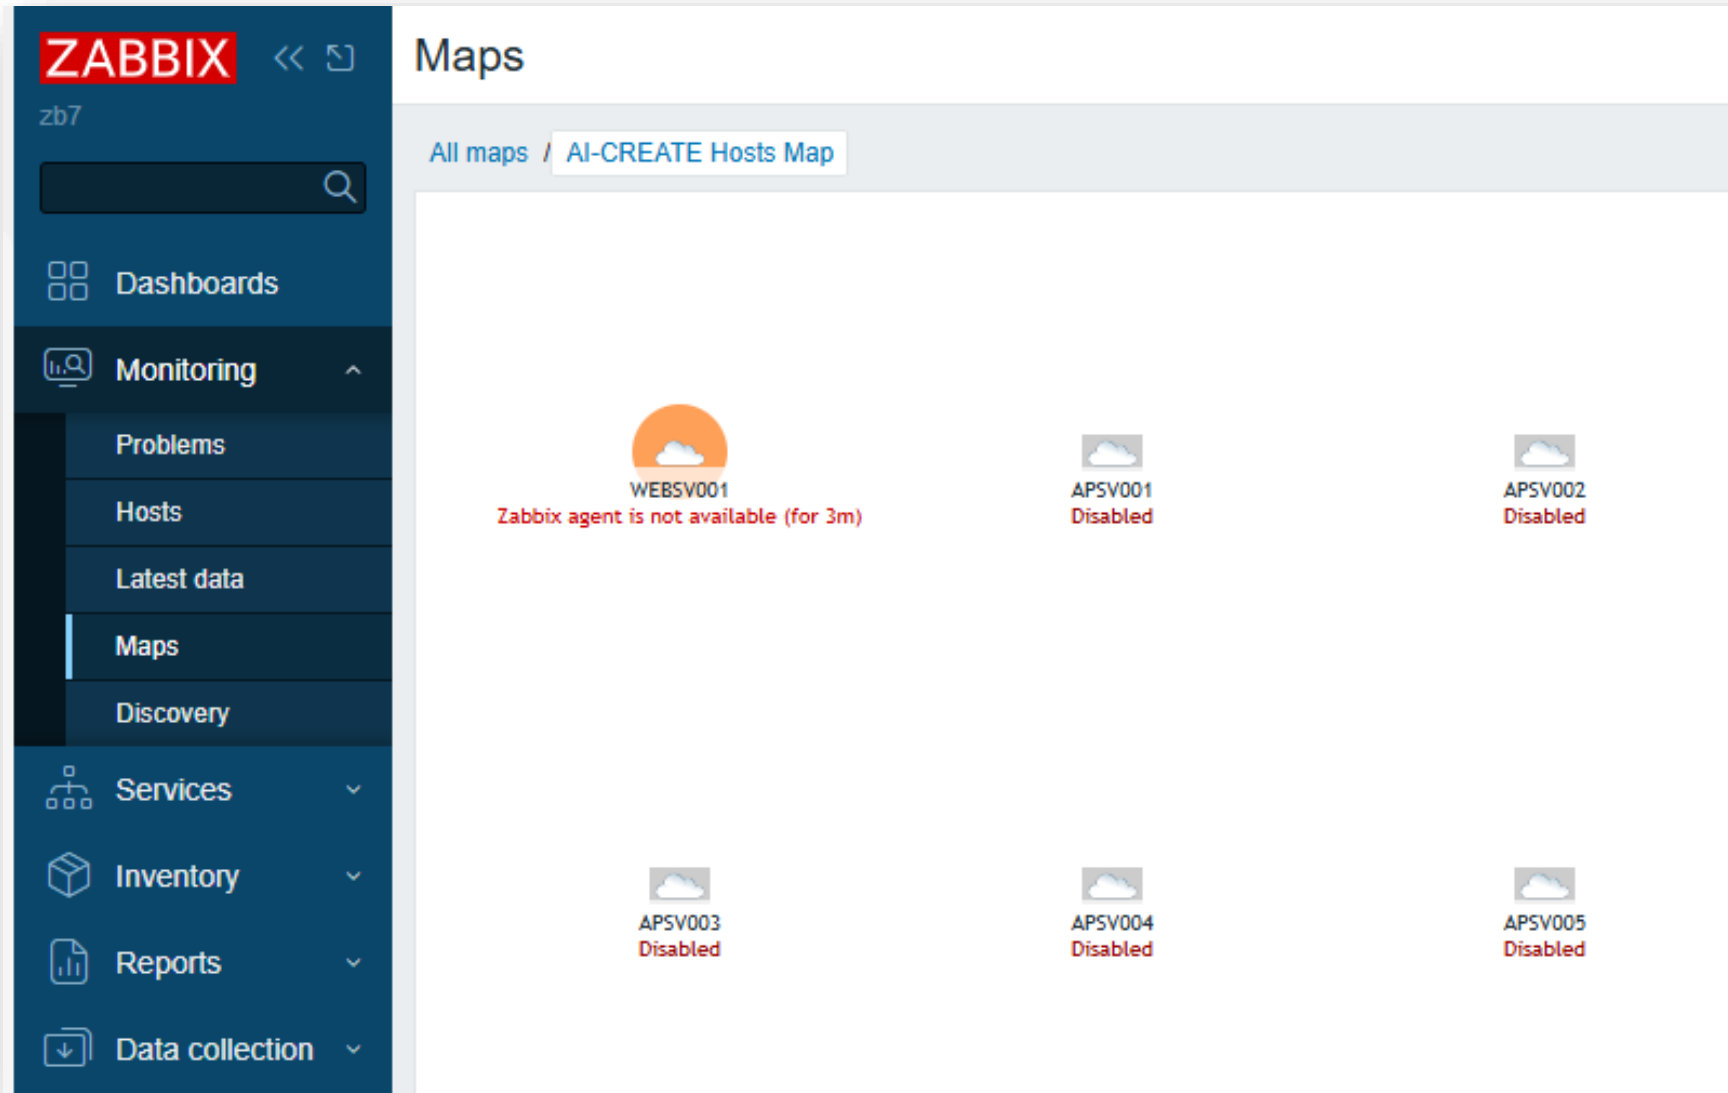 ZABBIX
zb7
Dashboards
Monitoring
Problems
Hosts
Latest data
Maps
Discovery
Services
Inventory
Reports
Data collection
Maps
All maps / AI-CREATE Hosts Map
WEBSV001
Zabbix agent is not available (for 3m)
APSV001
Disabled
APSV002
Disabled
APSV003
Disabled
APSV004
Disabled
APSV005
Disabled